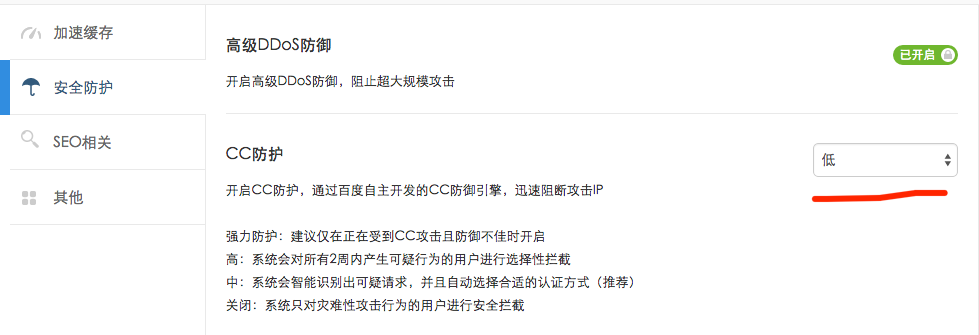 加速缓存
安全防护
SEO相关
其他
高级DDoS防御
已开启
开启高级DDoS防御，阻止超大规模攻击
CC防护
低
开启CC防护，通过百度自主开发的CC防御引擎，迅速阻断攻击IP
强力防护：建议仅在正在受到CC攻击且防御不佳时开启
高：系统会对所有2周内产生可疑行为的用户进行选择性拦截
中：系统会智能识别出可疑请求，并且自动选择合适的认证方式（推荐）
关闭：系统只对灾难性攻击行为的用户进行安全拦截